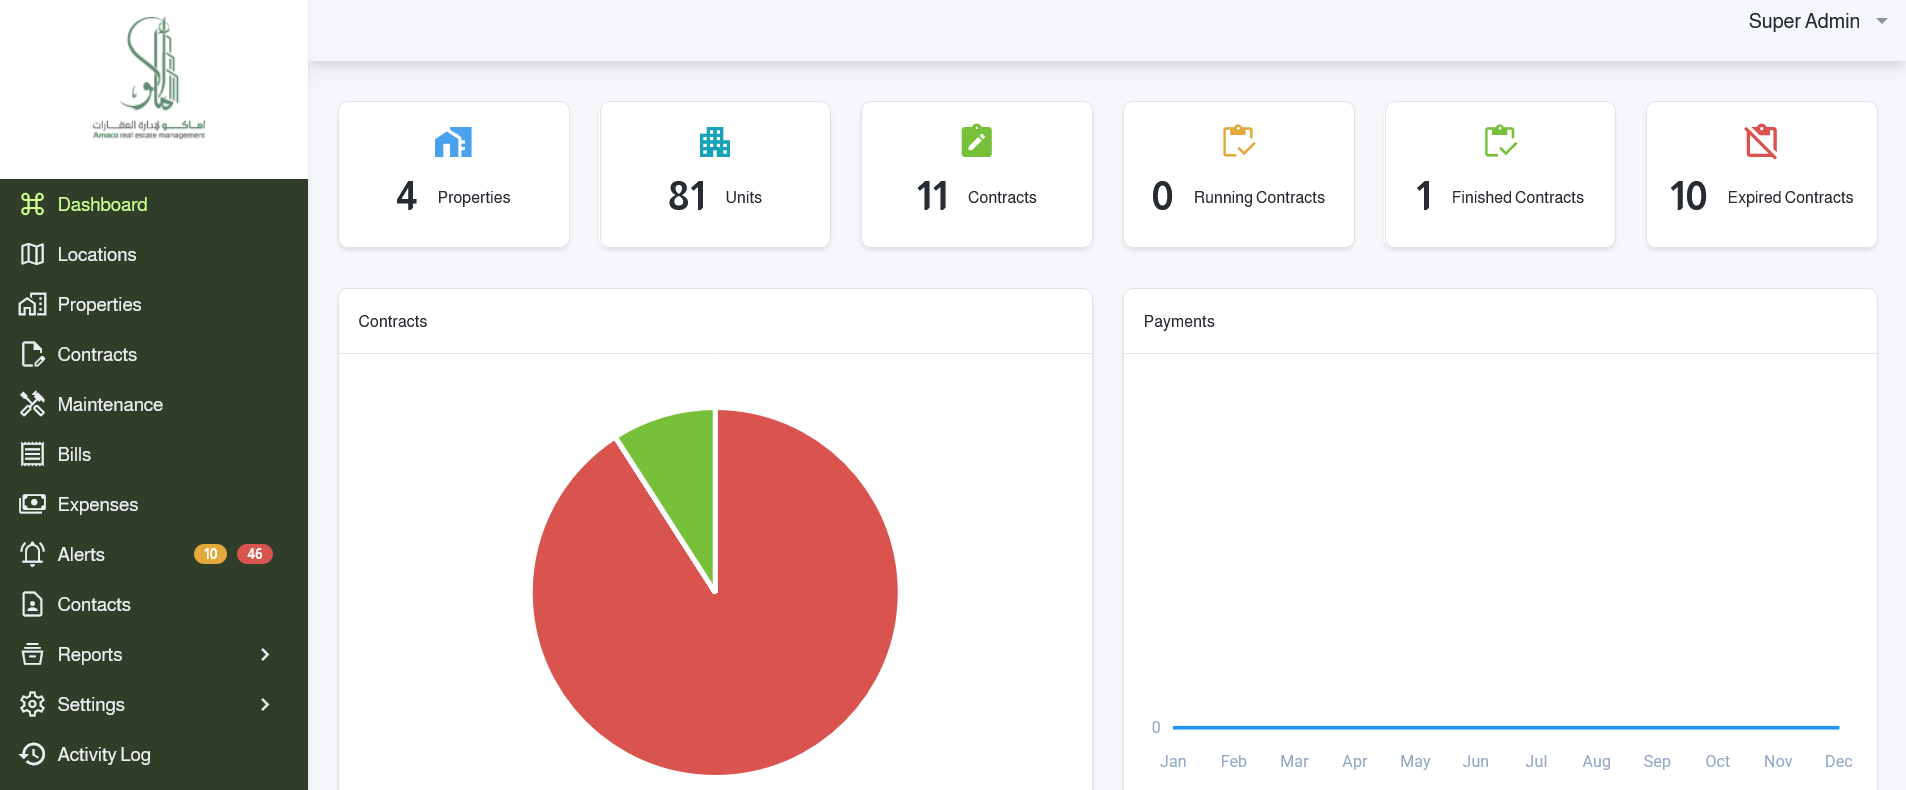 اماكــو لإدارة العقــارات
Amaco real estate management
Super Admin
Dashboard
Locations
Properties
Contracts
Maintenance
Bills
Expenses
Alerts 10 46
Contacts
Reports
Settings
Activity Log
4 Properties
81 Units
11 Contracts
0 Running Contracts
1 Finished Contracts
10 Expired Contracts
Contracts
Payments
0
Jan Feb Mar Apr May Jun Jul Aug Sep Oct Nov Dec